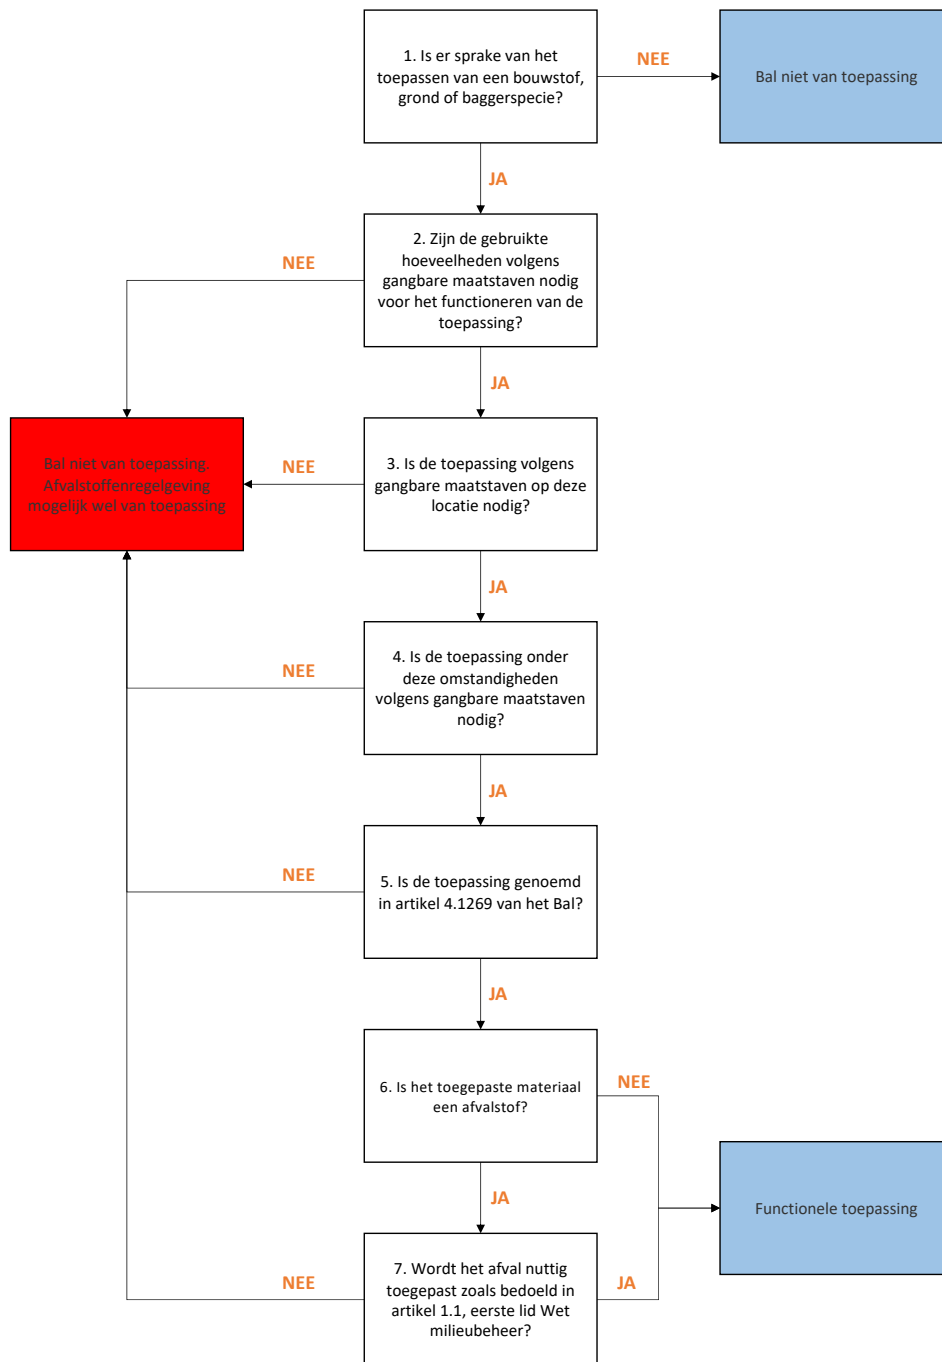 1. Is er sprake van het
toepassen van een bouwstof,
grond of baggerspecie?
NEE
Bal niet van toepassing
JA
2. Zijn de gebruikte
hoeveelheden volgens
gangbare maatstaven nodig
voor het functioneren van de
toepassing?
NEE
JA
3. Is de toepassing volgens
gangbare maatstaven op deze
locatie nodig?
NEE
Bal niet van toepassing.
Afvalstoffenregelgeving
mogelijk wel van toepassing
JA
4. Is de toepassing onder
deze omstandigheden
volgens gangbare maatstaven
nodig?
NEE
JA
5. Is de toepassing genoemd
in artikel 4.1269 van het Bal?
NEE
JA
6. Is het toegepaste materiaal
een afvalstof?
NEE
JA
Functionele toepassing
7. Wordt het afval nuttig
toegepast zoals bedoeld in
artikel 1.1, eerste lid Wet
milieubeheer?
NEE
JA